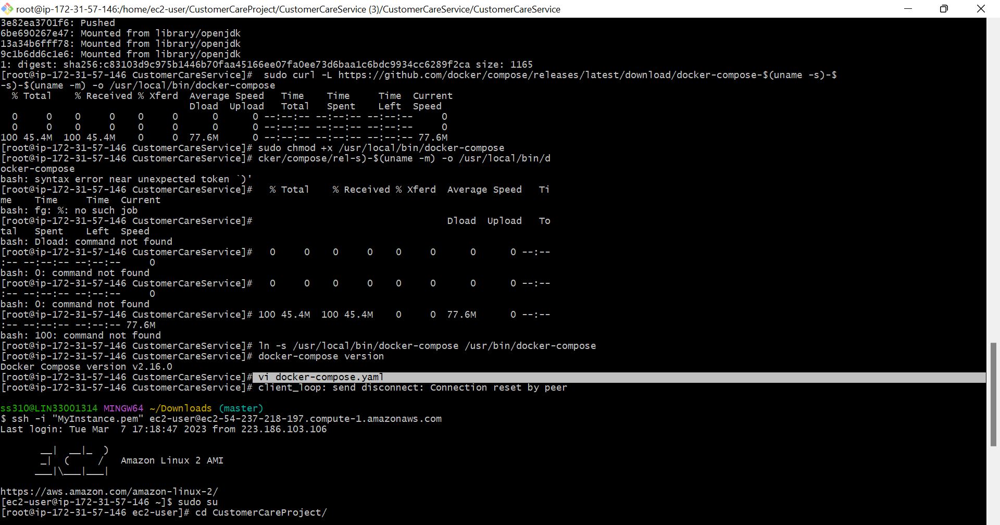 root@ip-172-31-57-146:/home/ec2-user/CustomerCareProject/CustomerCareService (3)/CustomerCareService/CustomerCareService
3e82ea3701f6: Pushed
6be690267e47: Mounted from library/openjdk
13a34b6fff78: Mounted from library/openjdk
9c1b6dd6c1e6: Mounted from library/openjdk
1: digest: sha256:c83103d9c975b1446b70faa45166ee07fa0ee73d6baa1c6bdc9934cc6289f2ca size: 1165
[root@ip-172-31-57-146 CustomerCareService]#  sudo curl -L https://github.com/docker/compose/releases/latest/download/docker-compose-$(uname -s)-$
-s)-$(uname -m) -o /usr/local/bin/docker-compose
  % Total    % Received % Xferd  Average Speed   Time    Time     Time  Current
                                 Dload  Upload   Total   Spent    Left  Speed
  0     0    0     0    0     0      0      0 --:--:-- --:--:-- --:--:--     0
  0     0    0     0    0     0      0      0 --:--:-- --:--:-- --:--:--     0
100 45.4M  100 45.4M    0     0  77.6M      0 --:--:-- --:--:-- --:--:-- 77.6M
[root@ip-172-31-57-146 CustomerCareService]# sudo chmod +x /usr/local/bin/docker-compose
[root@ip-172-31-57-146 CustomerCareService]# cker/compose/rel-s)-$(uname -m) -o /usr/local/bin/d
ocker-compose
bash: syntax error near unexpected token `)'
[root@ip-172-31-57-146 CustomerCareService]#   % Total    % Received % Xferd  Average Speed   Ti
me    Time     Time  Current
bash: fg: %: no such job
[root@ip-172-31-57-146 CustomerCareService]#                                  Dload  Upload   To
tal   Spent    Left  Speed
bash: Dload: command not found
[root@ip-172-31-57-146 CustomerCareService]#   0     0    0     0    0     0      0      0 --:--
:-- --:--:-- --:--:--     0
bash: 0: command not found
[root@ip-172-31-57-146 CustomerCareService]#   0     0    0     0    0     0      0      0 --:--
:-- --:--:-- --:--:--     0
bash: 0: command not found
[root@ip-172-31-57-146 CustomerCareService]# 100 45.4M  100 45.4M    0     0  77.6M      0 --:--
:-- --:--:-- --:--:-- 77.6M
bash: 100: command not found
[root@ip-172-31-57-146 CustomerCareService]# ln -s /usr/local/bin/docker-compose /usr/bin/docker-compose
[root@ip-172-31-57-146 CustomerCareService]# docker-compose version
Docker Compose version v2.16.0
[root@ip-172-31-57-146 CustomerCareService]# vi docker-compose.yaml
[root@ip-172-31-57-146 CustomerCareService]# client_loop: send disconnect: Connection reset by peer
ss310@LIN33001314 MINGW64 ~/Downloads (master)
$ ssh -i "MyInstance.pem" ec2-user@ec2-54-237-218-197.compute-1.amazonaws.com
Last login: Tue Mar  7 17:18:47 2023 from 223.186.103.106
       __|  __|_  )
       _|  (     /   Amazon Linux 2 AMI
      ___|\___|___|
https://aws.amazon.com/amazon-linux-2/
[ec2-user@ip-172-31-57-146 ~]$ sudo su
[root@ip-172-31-57-146 ec2-user]# cd CustomerCareProject/